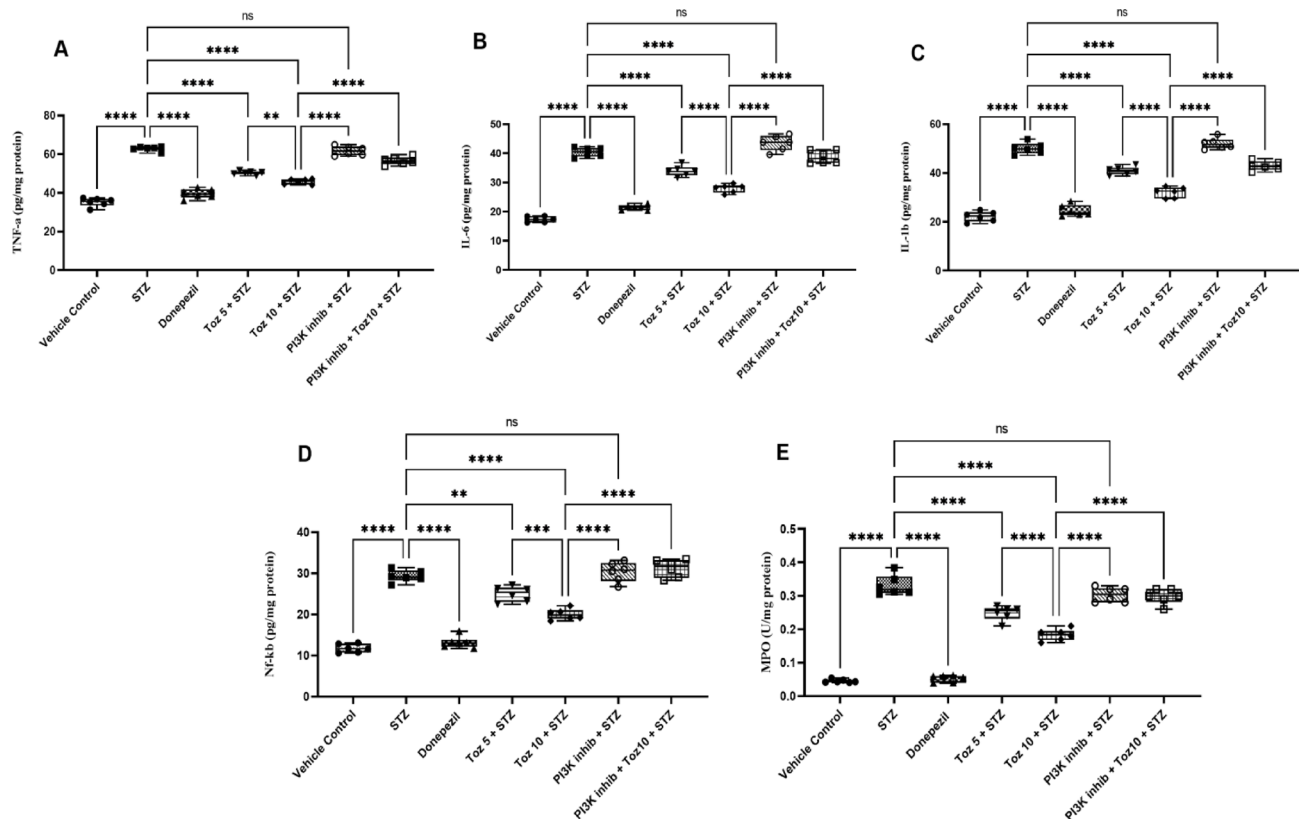 ns
A
****
****
****
**
****
****
****
TNF-a (pg/mg protein)
80
60
40
20
0
Vehicle Control
STZ
Donepezil
Toz 5 + STZ
Toz 10 + STZ
PI3K inhib + STZ
PI3K inhib + Toz10 + STZ
ns
B
****
****
****
****
****
****
****
IL-6 (pg/mg protein)
50
40
30
20
10
0
Vehicle Control
STZ
Donepezil
Toz 5 + STZ
Toz 10 + STZ
PI3K inhib + STZ
PI3K inhib + Toz10 + STZ
ns
C
****
****
****
****
****
****
****
IL-1b (pg/mg protein)
60
40
20
0
Vehicle Control
STZ
Donepezil
Toz 5 + STZ
Toz 10 + STZ
PI3K inhib + STZ
PI3K inhib + Toz10 + STZ
ns
D
****
**
****
****
****
***
****
Nf-kb (pg/mg protein)
40
30
20
10
0
Vehicle Control
STZ
Donepezil
Toz 5 + STZ
Toz 10 + STZ
PI3K inhib + STZ
PI3K inhib + Toz10 + STZ
ns
E
****
****
****
****
****
****
****
MPO (U/mg protein)
0.5
0.4
0.3
0.2
0.1
0.0
Vehicle Control
STZ
Donepezil
Toz 5 + STZ
Toz 10 + STZ
PI3K inhib + STZ
PI3K inhib + Toz10 + STZ